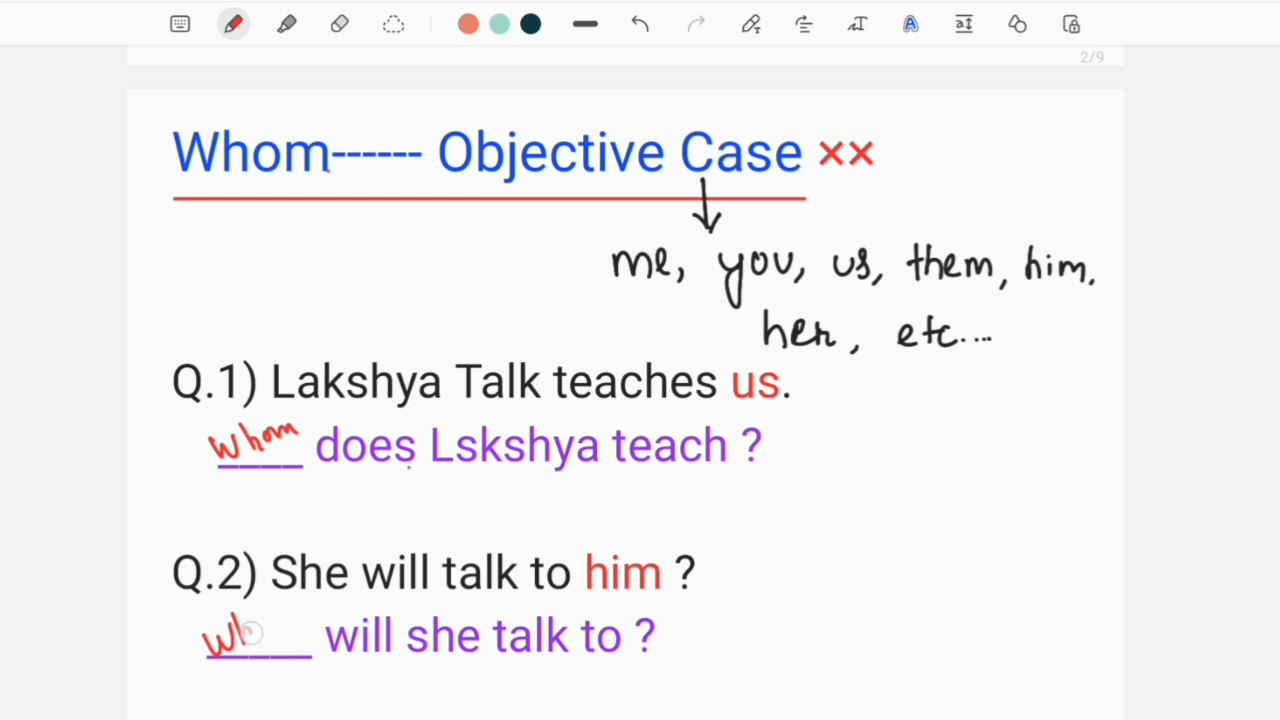 2/9
Whom------ Objective Case ××
me, you, us, them, him,
her, etc....
Q.1) Lakshya Talk teaches us.
Whom does Lskshya teach ?
Q.2) She will talk to him ?
Wh____ will she talk to ?